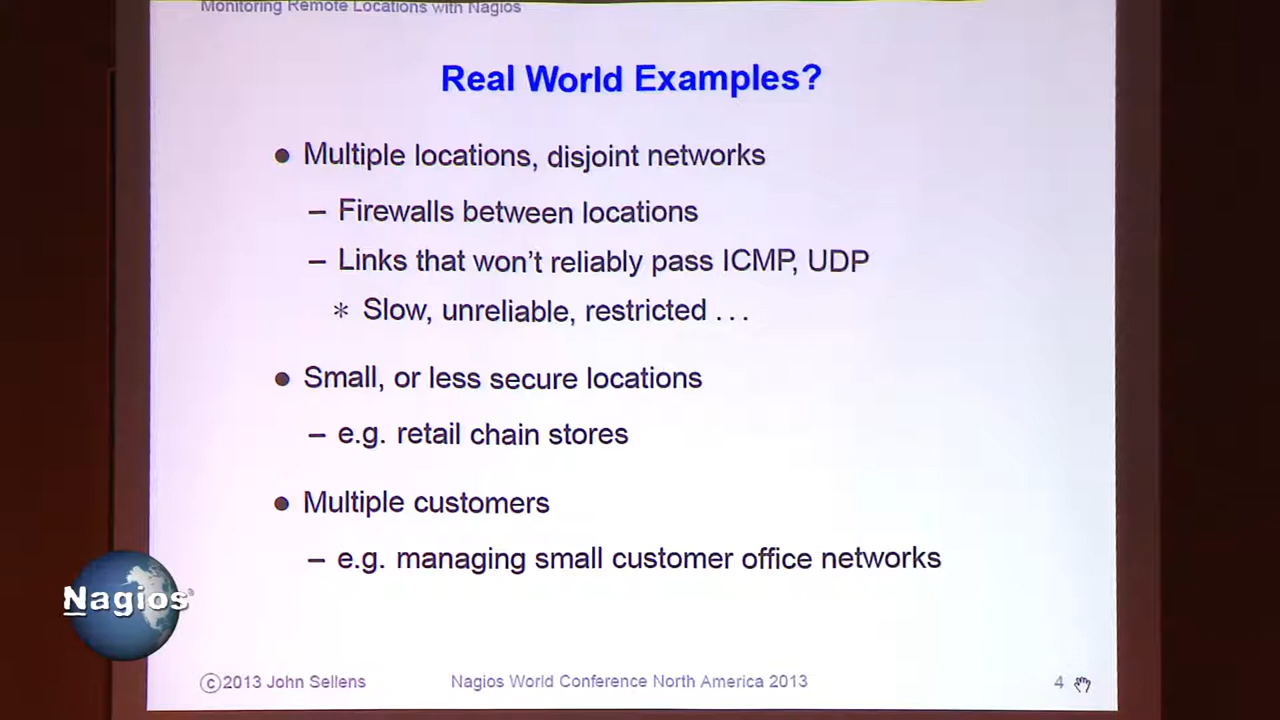 Monitoring Remote Locations with Nagios
Real World Examples?
● Multiple locations, disjoint networks
– Firewalls between locations
– Links that won't reliably pass ICMP, UDP
* Slow, unreliable, restricted . . .
● Small, or less secure locations
– e.g. retail chain stores
● Multiple customers
– e.g. managing small customer office networks
Nagios®
©2013 John Sellens Nagios World Conference North America 2013 4